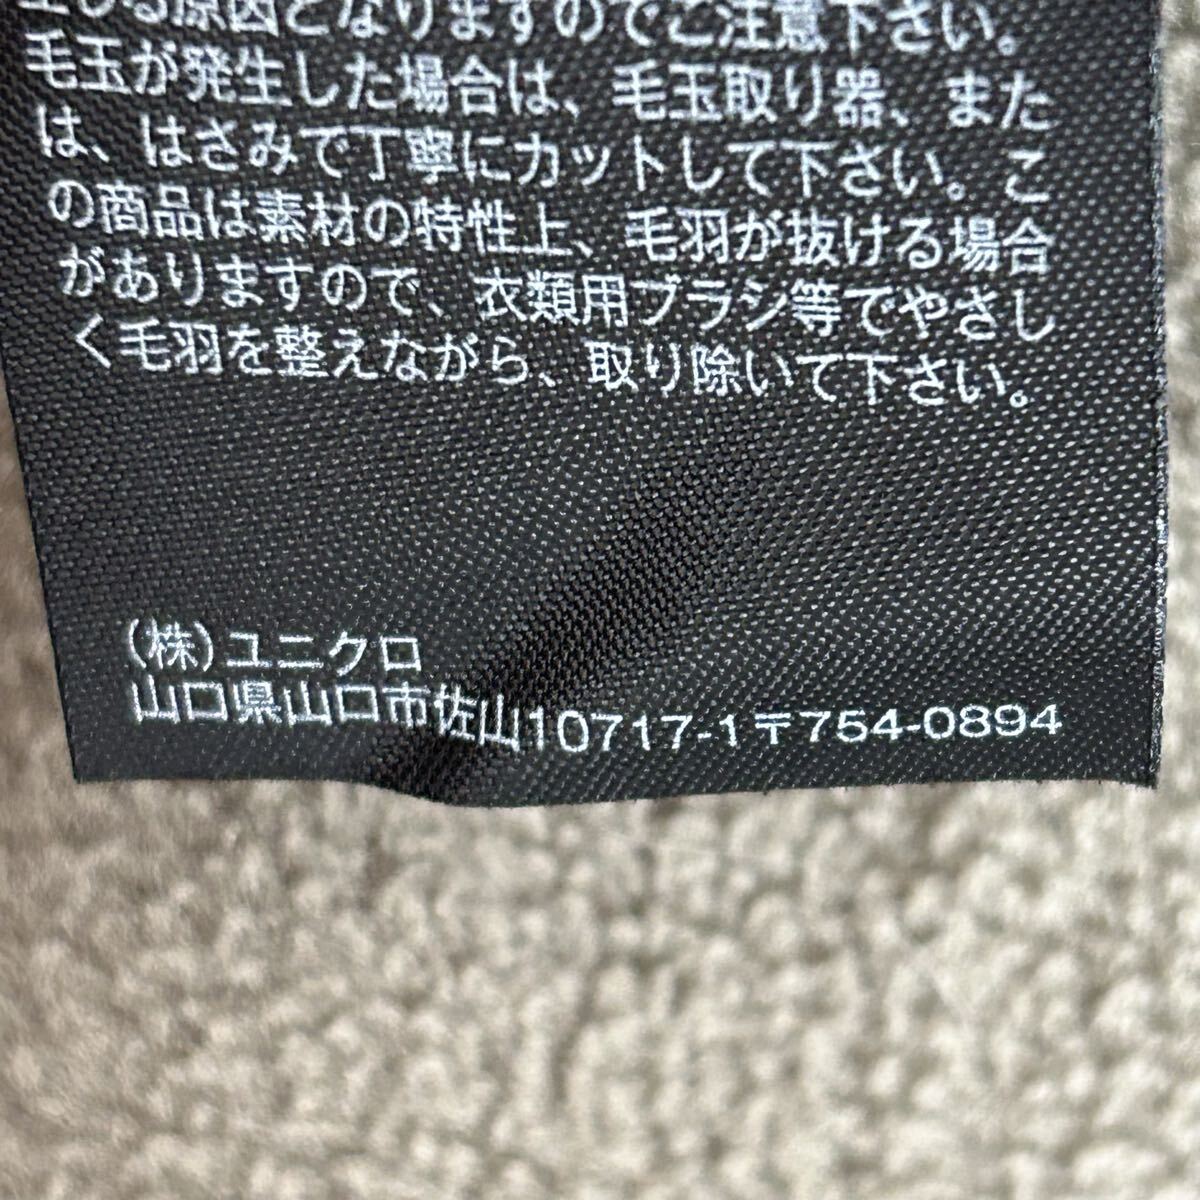 じる原因となりますのでご注意下さい。
毛玉が発生した場合は、毛玉取り器、また
は、はさみで丁寧にカットして下さい。こ
の商品は素材の特性上、毛羽が抜ける場合
がありますので、衣類用ブラシ等でやさし
く毛羽を整えながら、取り除いて下さい。
(株)ユニクロ
山口県山口市佐山10717-1〒754-0894